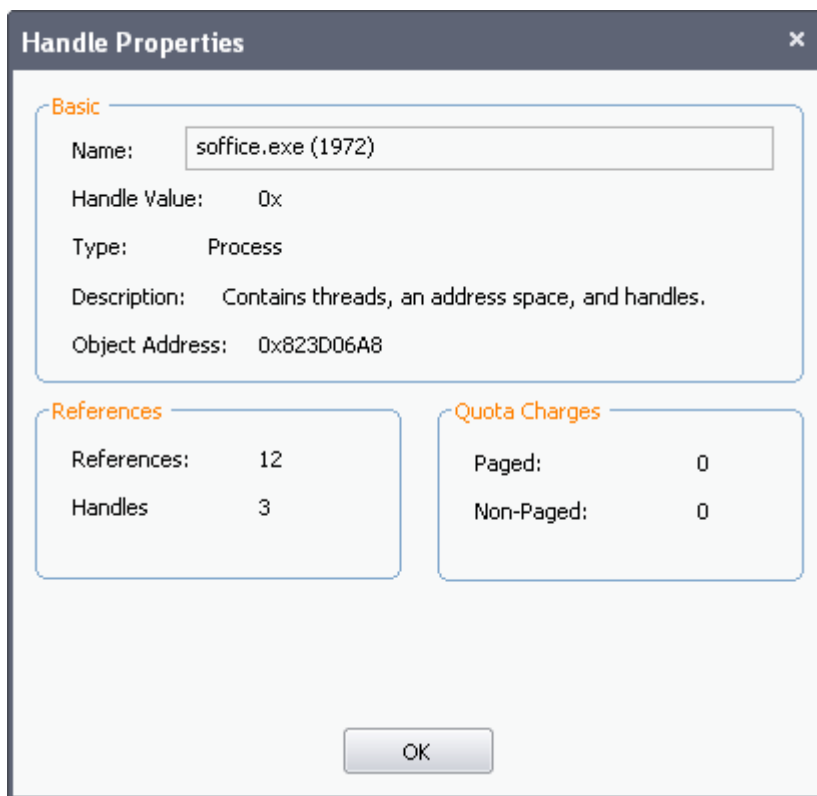 Handle Properties
Basic
Name: soffice.exe (1972)
Handle Value: 0x
Type: Process
Description: Contains threads, an address space, and handles.
Object Address: 0x823D06A8
References
References: 12
Handles 3
Quota Charges
Paged: 0
Non-Paged: 0
OK